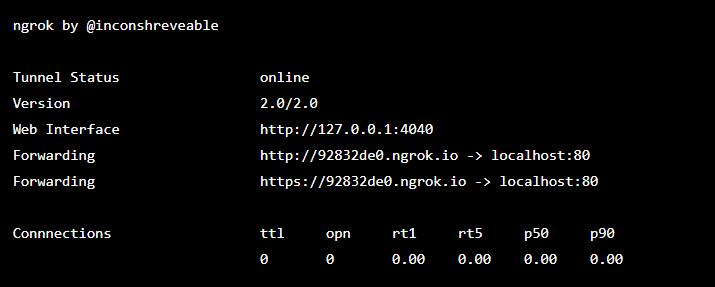 ngrok by @inconshreveable
Tunnel Status online
Version 2.0/2.0
Web Interface http://127.0.0.1:4040
Forwarding http://92832de0.ngrok.io -> localhost:80
Forwarding https://92832de0.ngrok.io -> localhost:80
Connnections ttl opn rt1 rt5 p50 p90
0 0 0.00 0.00 0.00 0.00